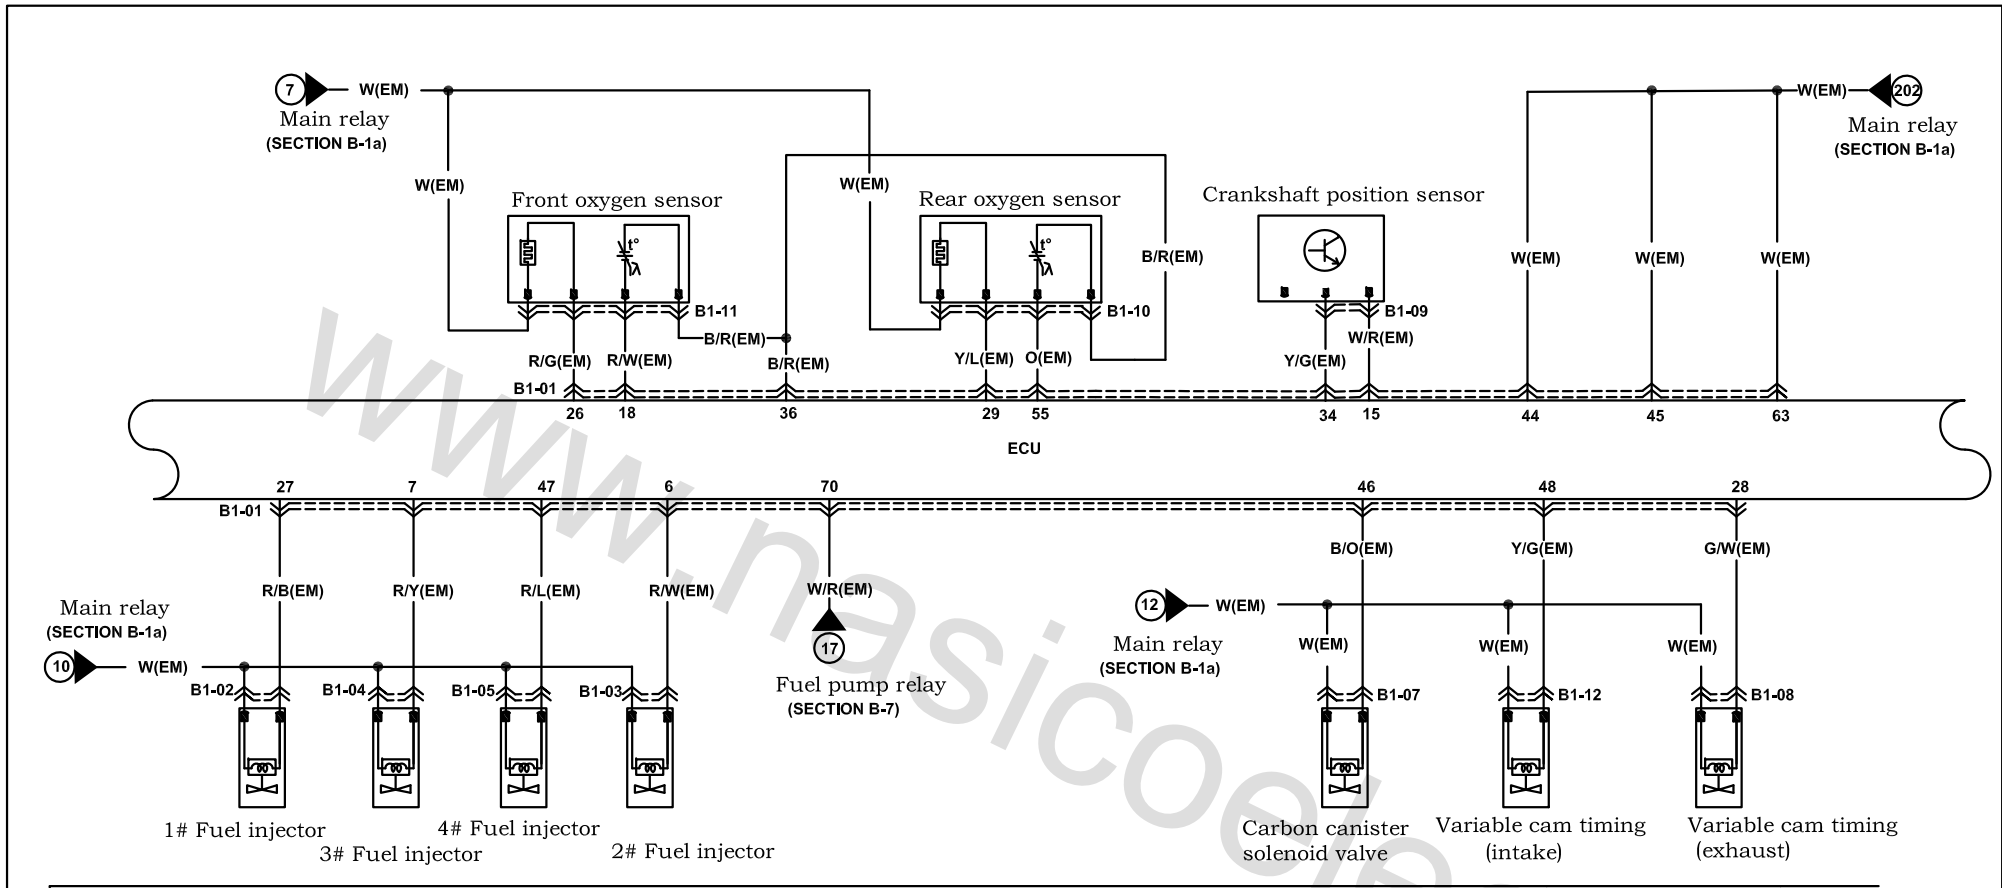 7
W(EM)
Main relay
(SECTION B-1a)
W(EM)
202
Main relay
(SECTION B-1a)
W(EM)
Front oxygen sensor
W(EM)
Rear oxygen sensor
Crankshaft position sensor
t°
λ
t°
λ
B/R(EM)
W(EM)
W(EM)
W(EM)
B1-11
B1-10
B1-09
R/G(EM)
R/W(EM)
B/R(EM)
B/R(EM)
Y/L(EM)
O(EM)
Y/G(EM)
W/R(EM)
B1-01
26
18
36
29
55
34
15
44
45
63
ECU
27
7
47
6
70
46
48
28
B1-01
R/B(EM)
R/Y(EM)
R/L(EM)
R/W(EM)
W/R(EM)
B/O(EM)
Y/G(EM)
G/W(EM)
Main relay
(SECTION B-1a)
10
W(EM)
17
Fuel pump relay
(SECTION B-7)
12
W(EM)
Main relay
(SECTION B-1a)
W(EM)
W(EM)
W(EM)
B1-02
B1-04
B1-05
B1-03
B1-07
B1-12
B1-08
1# Fuel injector
3# Fuel injector
4# Fuel injector
2# Fuel injector
Carbon canister
solenoid valve
Variable cam timing
(intake)
Variable cam timing
(exhaust)
www.nasicoele